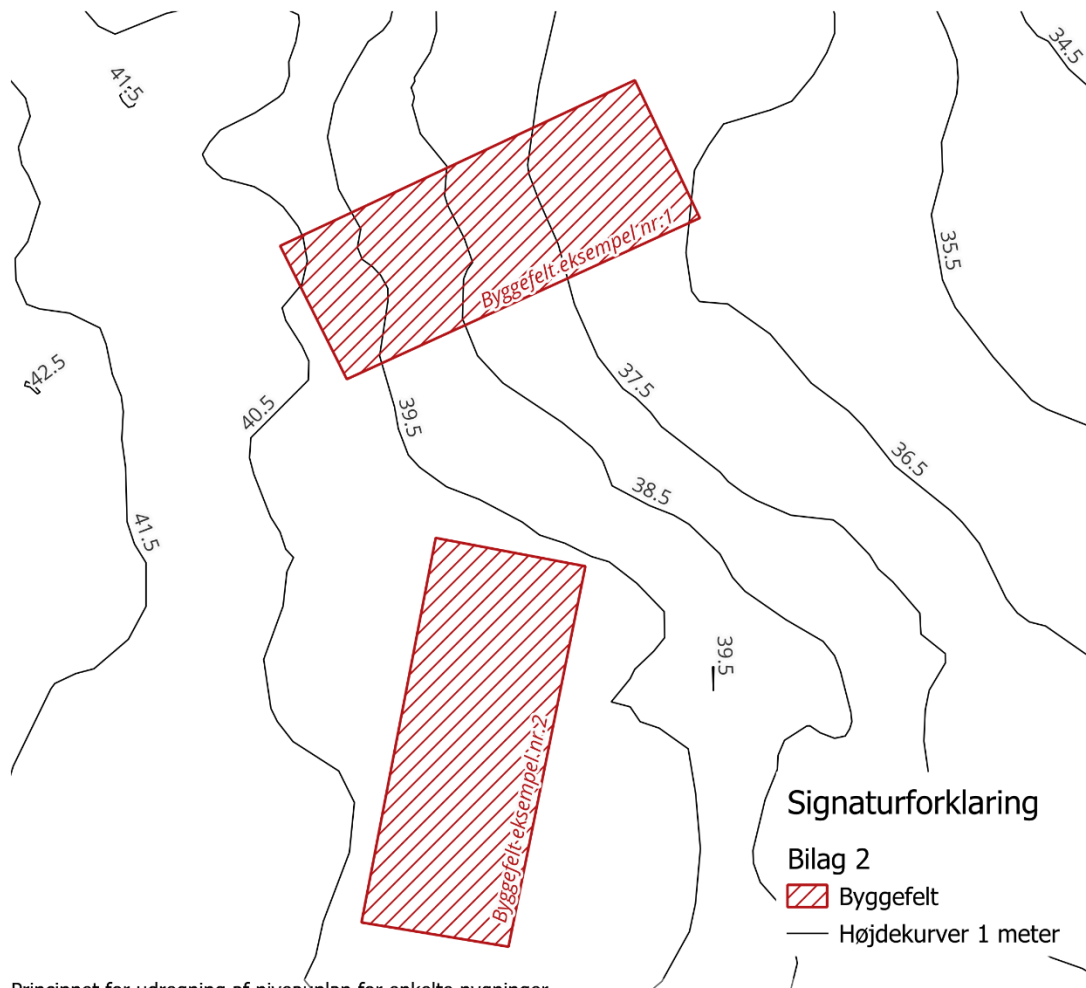 34.5
41.5
35.5
Byggefelt eksempel nr. 1
42.5
37.5
40.5
39.5
36.5
38.5
41.5
39.5
Byggefelt eksempel nr. 2
Signaturforklaring
Bilag 2
Byggefelt
Højdekurver 1 meter